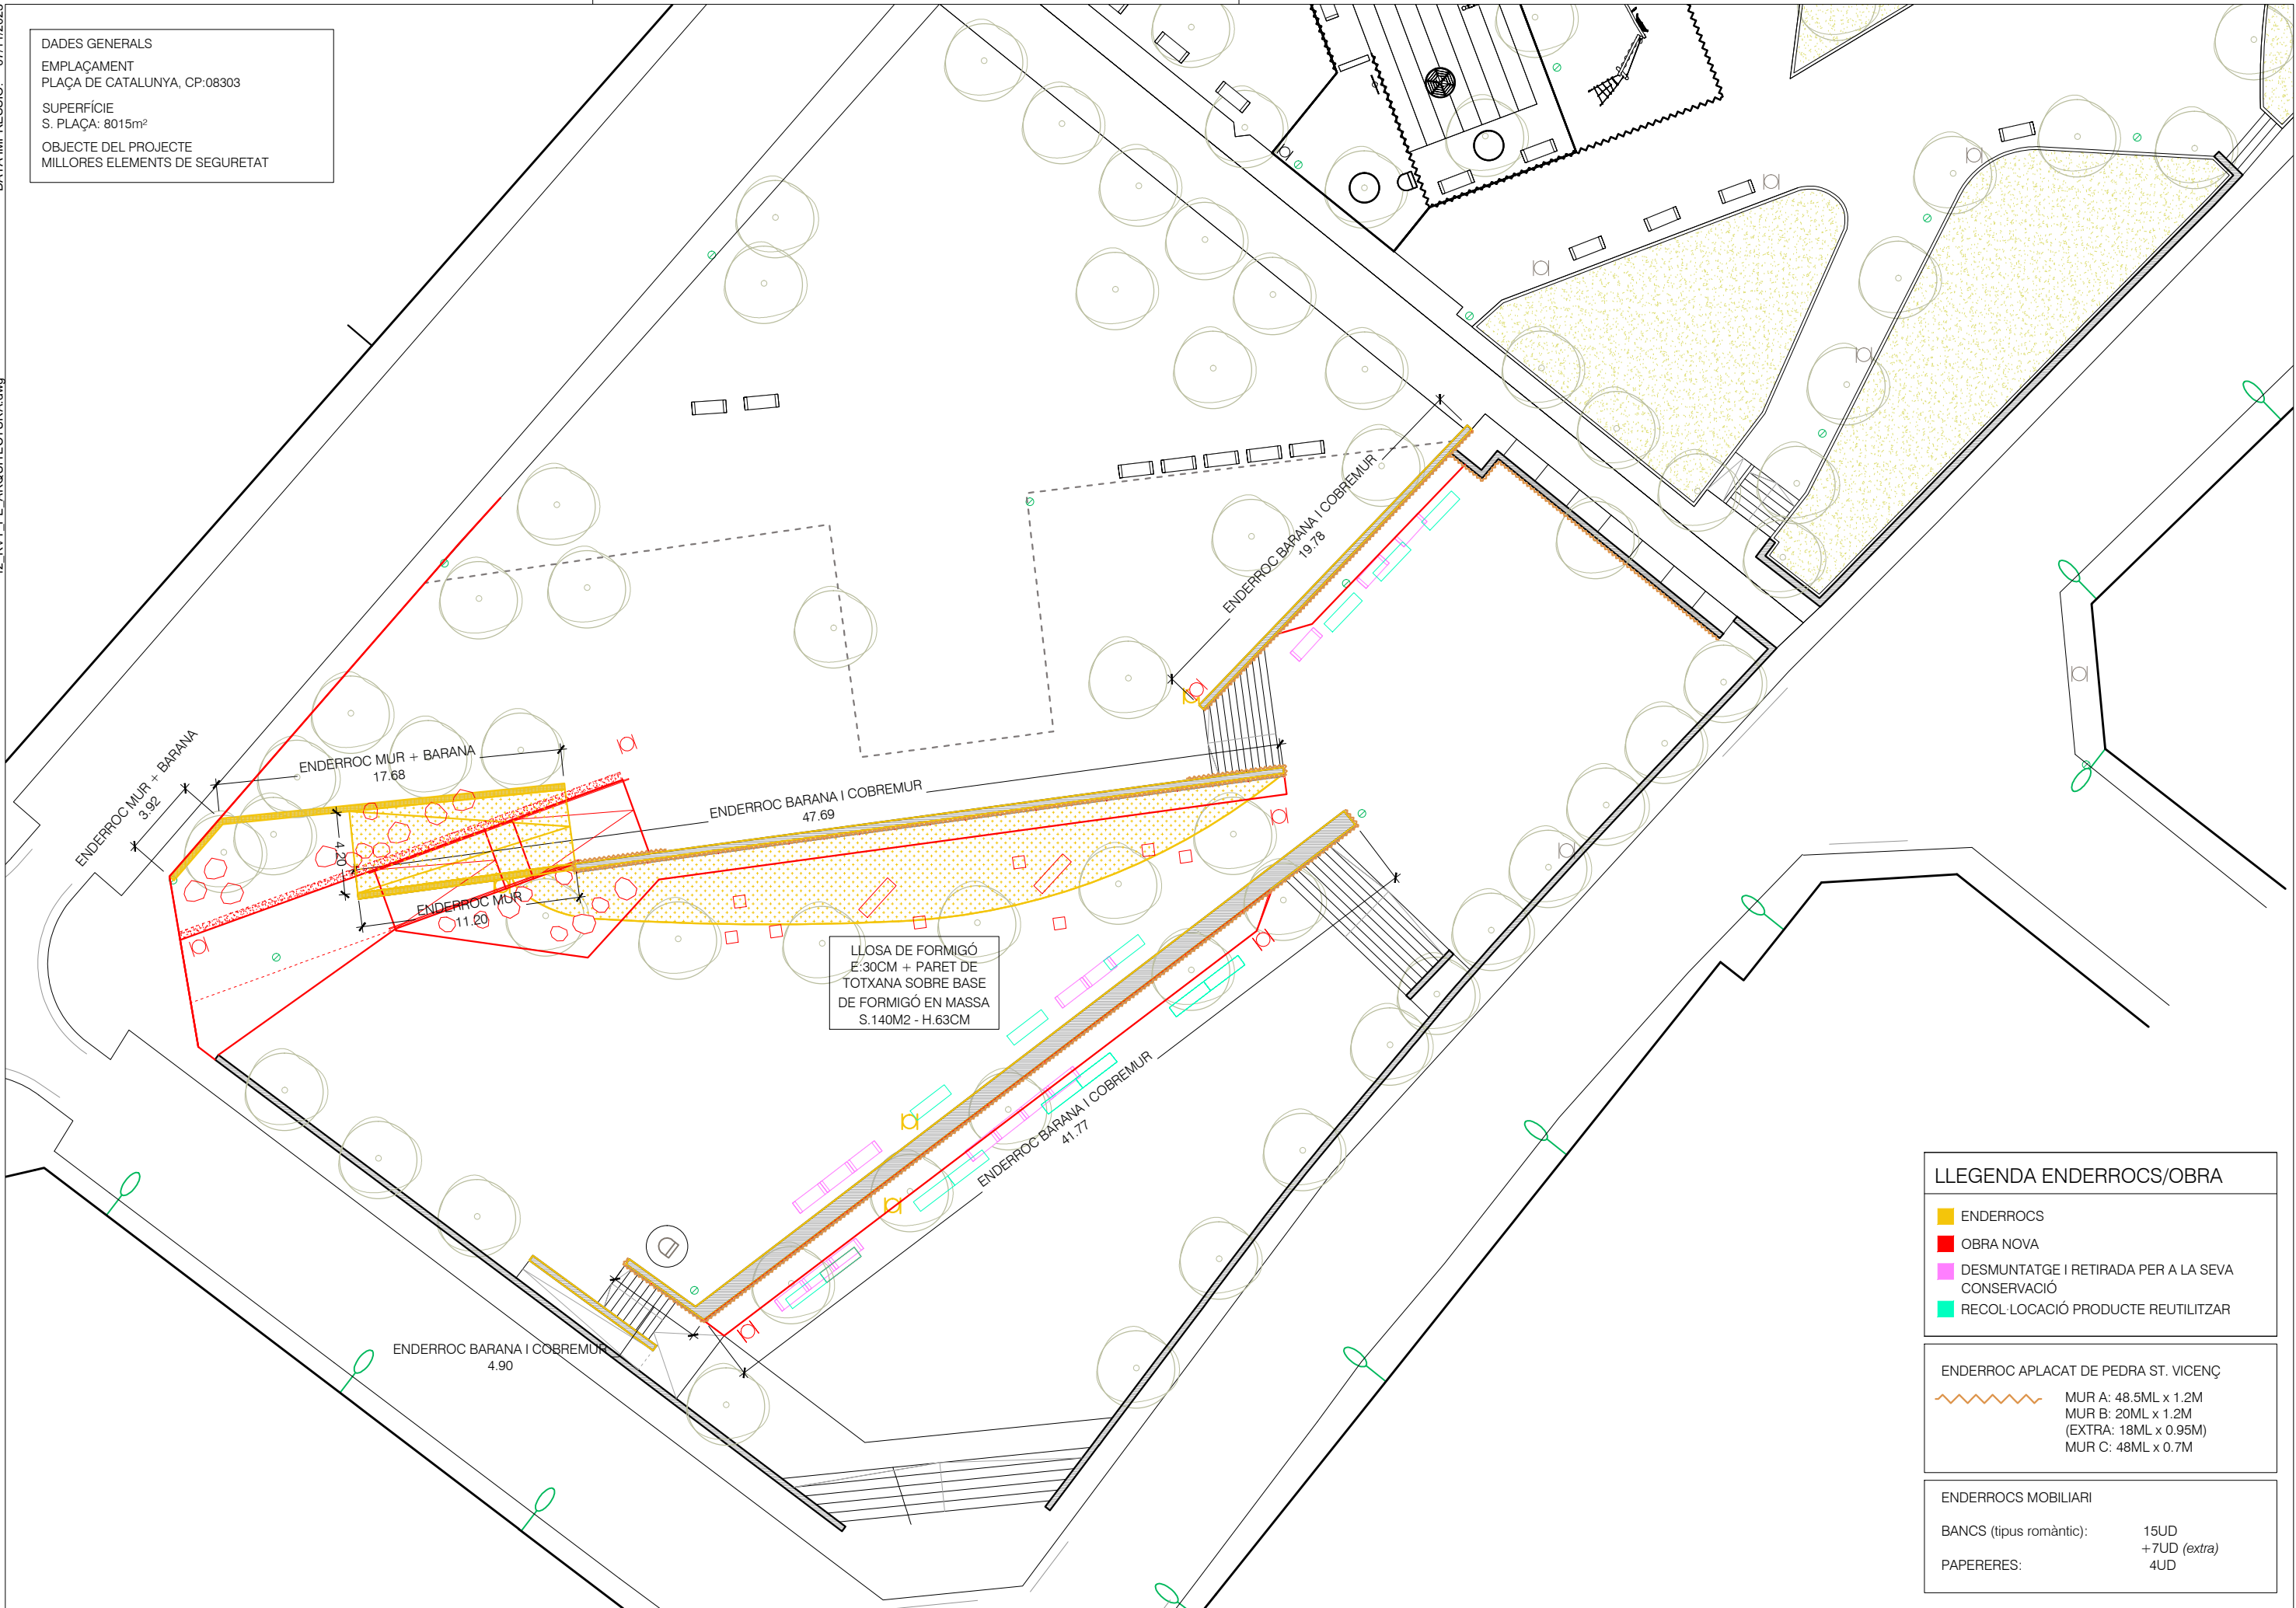 DADES GENERALS
EMPLAÇAMENT
PLAÇA DE CATALUNYA, CP:08303
SUPERFÍCIE
S. PLAÇA: 8015m²
OBJECTE DEL PROJECTE
MILLORES ELEMENTS DE SEGURETAT
ENDERROC BARANA I COBREMUR
19.78
ENDERROC MUR + BARANA
3.92
ENDERROC MUR + BARANA
17.68
ENDERROC BARANA I COBREMUR
47.69
4.20
ENDERROC MUR
11.20
LLOSA DE FORMIGÓ
E:30CM + PARET DE
TOTXANA SOBRE BASE
DE FORMIGÓ EN MASSA
S.140M2 - H.63CM
ENDERROC BARANA I COBREMUR
41.77
ENDERROC BARANA I COBREMUR
4.90
LLEGENDA ENDERROCS/OBRA
ENDERROCS
OBRA NOVA
DESMUNTATGE I RETIRADA PER A LA SEVA
CONSERVACIÓ
RECOL·LOCACIÓ PRODUCTE REUTILITZAR
ENDERROC APLACAT DE PEDRA ST. VICENÇ
MUR A: 48.5ML x 1.2M
MUR B: 20ML x 1.2M
(EXTRA: 18ML x 0.95M)
MUR C: 48ML x 0.7M
ENDERROCS MOBILIARI
BANCS (tipus romàntic): 15UD
+7UD (extra)
PAPERERES: 4UD